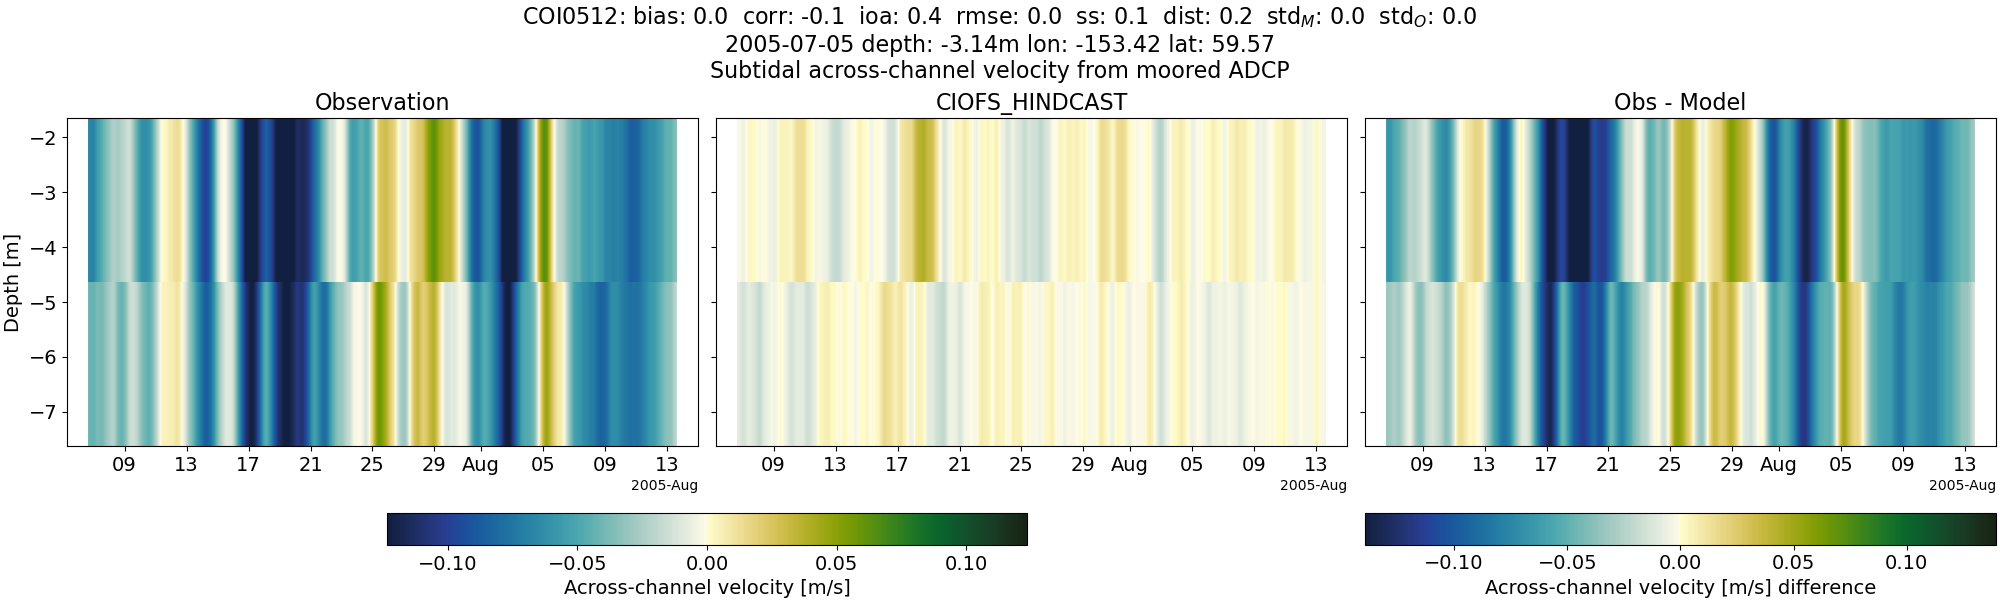 COI0512: bias: 0.0  corr: -0.1  ioa: 0.4  rmse: 0.0  ss: 0.1  dist: 0.2  std_M: 0.0  std_O: 0.0
2005-07-05 depth: -3.14m lon: -153.42 lat: 59.57
Subtidal across-channel velocity from moored ADCP
Observation
CIOFS_HINDCAST
Obs - Model
Depth [m]
−2
−3
−4
−5
−6
−7
09 13 17 21 25 29 Aug 05 09 13
2005-Aug
09 13 17 21 25 29 Aug 05 09 13
2005-Aug
09 13 17 21 25 29 Aug 05 09 13
2005-Aug
−0.10 −0.05 0.00 0.05 0.10
Across-channel velocity [m/s]
−0.10 −0.05 0.00 0.05 0.10
Across-channel velocity [m/s] difference